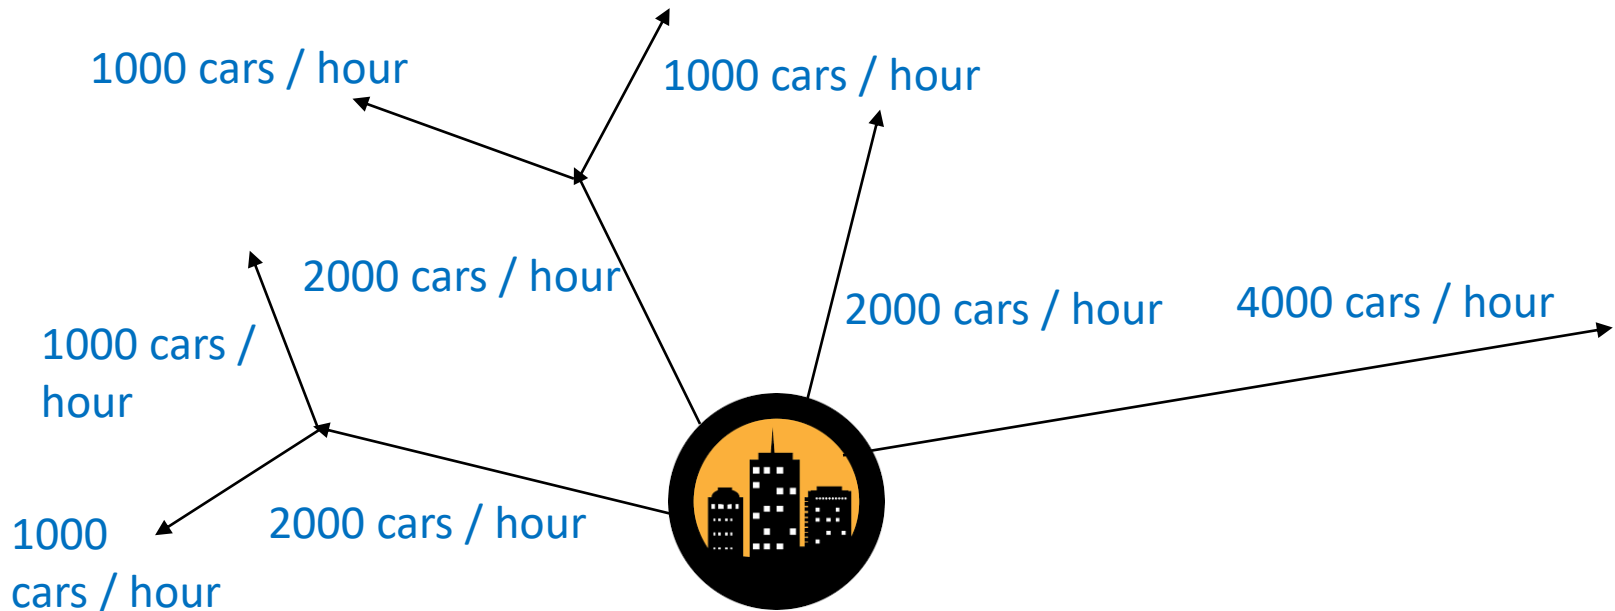 1000 cars / hour
1000 cars / hour
2000 cars / hour
2000 cars / hour
4000 cars / hour
1000 cars /
hour
2000 cars / hour
1000
cars / hour